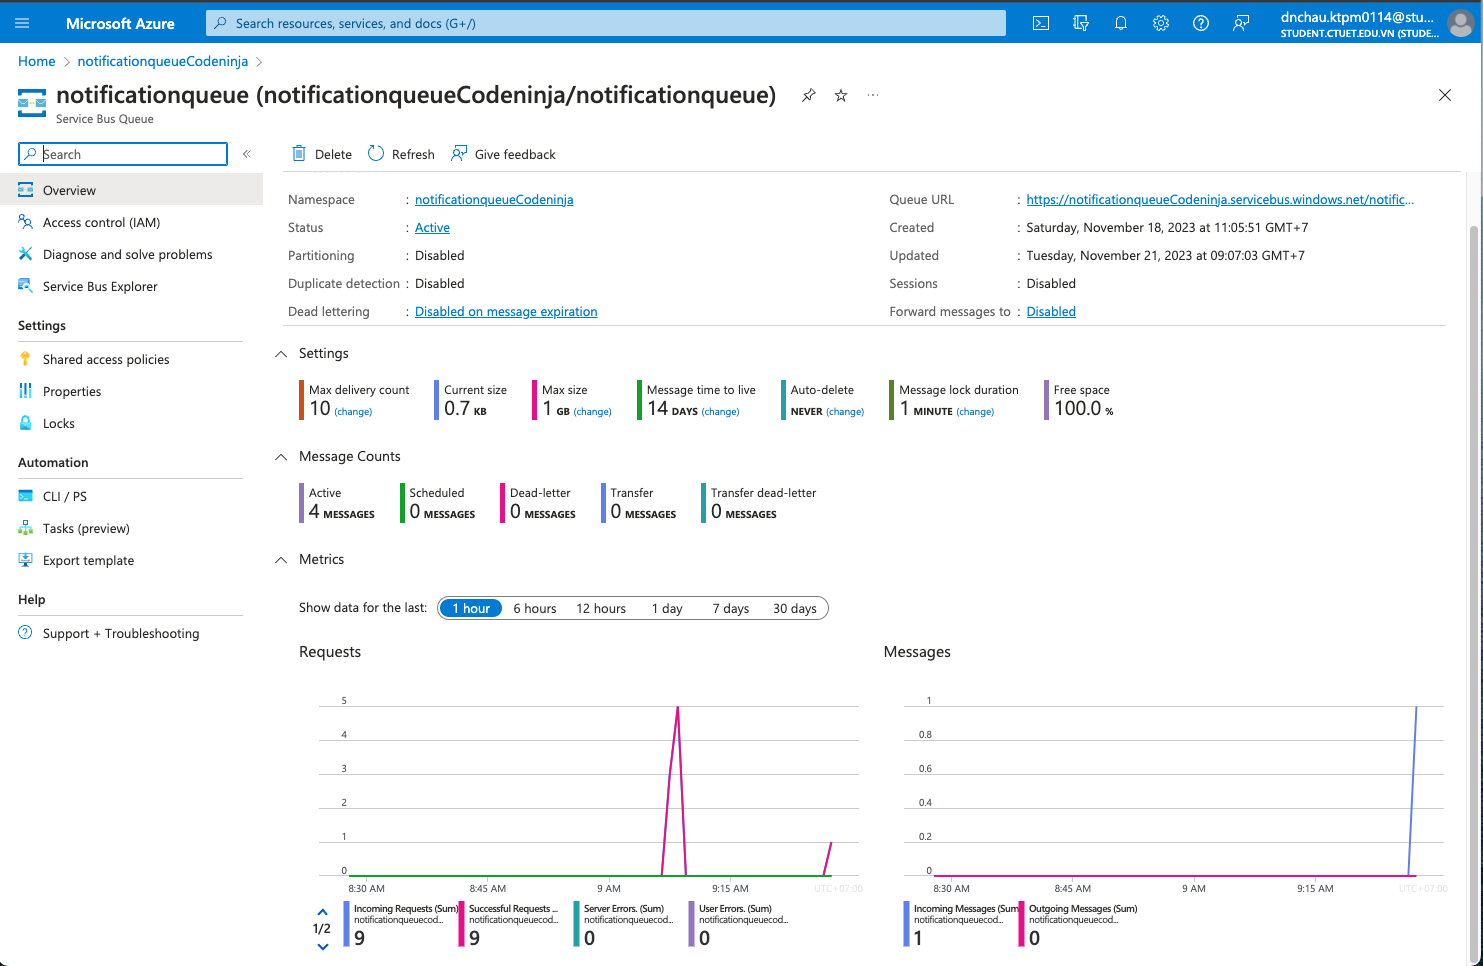 Microsoft Azure
Search resources, services, and docs (G+/)
dnchau.ktpm0114@stu...
STUDENT.CTUET.EDU.VN (STUDE...
Home > notificationqueueCodeninja >
notificationqueue (notificationqueueCodeninja/notificationqueue)
...
Service Bus Queue
Search
«
Delete
Refresh
Give feedback
Overview
Access control (IAM)
Diagnose and solve problems
Service Bus Explorer
Settings
Shared access policies
Properties
Locks
Automation
CLI / PS
Tasks (preview)
Export template
Help
Support + Troubleshooting
Namespace : notificationqueueCodeninja
Status : Active
Partitioning : Disabled
Duplicate detection : Disabled
Dead lettering : Disabled on message expiration
Queue URL : https://notificationqueueCodeninja.servicebus.windows.net/notific...
Created : Saturday, November 18, 2023 at 11:05:51 GMT+7
Updated : Tuesday, November 21, 2023 at 09:07:03 GMT+7
Sessions : Disabled
Forward messages to : Disabled
Settings
Max delivery count
10 (change)
Current size
0.7 KB
Max size
1 GB (change)
Message time to live
14 DAYS (change)
Auto-delete
NEVER (change)
Message lock duration
1 MINUTE (change)
Free space
100.0 %
Message Counts
Active
4 MESSAGES
Scheduled
0 MESSAGES
Dead-letter
0 MESSAGES
Transfer
0 MESSAGES
Transfer dead-letter
0 MESSAGES
Metrics
Show data for the last: 1 hour 6 hours 12 hours 1 day 7 days 30 days
Requests
5
4
3
2
1
0
8:30 AM 8:45 AM 9 AM 9:15 AM UTC+07:00
1/2
Incoming Requests (Sum)
notificationqueuecod...
9
Successful Requests ...
notificationqueuecod...
9
Server Errors. (Sum)
notificationqueuecod...
0
User Errors. (Sum)
notificationqueuecod...
0
Messages
1
0.8
0.6
0.4
0.2
0
8:30 AM 8:45 AM 9 AM 9:15 AM UTC+07:00
Incoming Messages (Sum
notificationqueuecod...
1
Outgoing Messages (Sum)
notificationqueuecod...
0